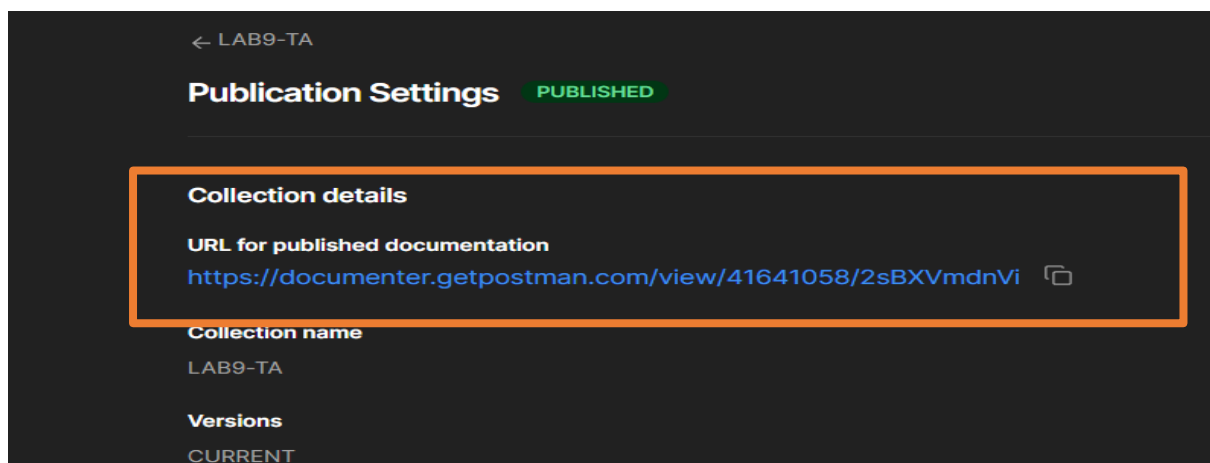 ← LAB9-TA
Publication Settings PUBLISHED
Collection details
URL for published documentation
https://documenter.getpostman.com/view/41641058/2sBXVmdnVi
Collection name
LAB9-TA
Versions
CURRENT